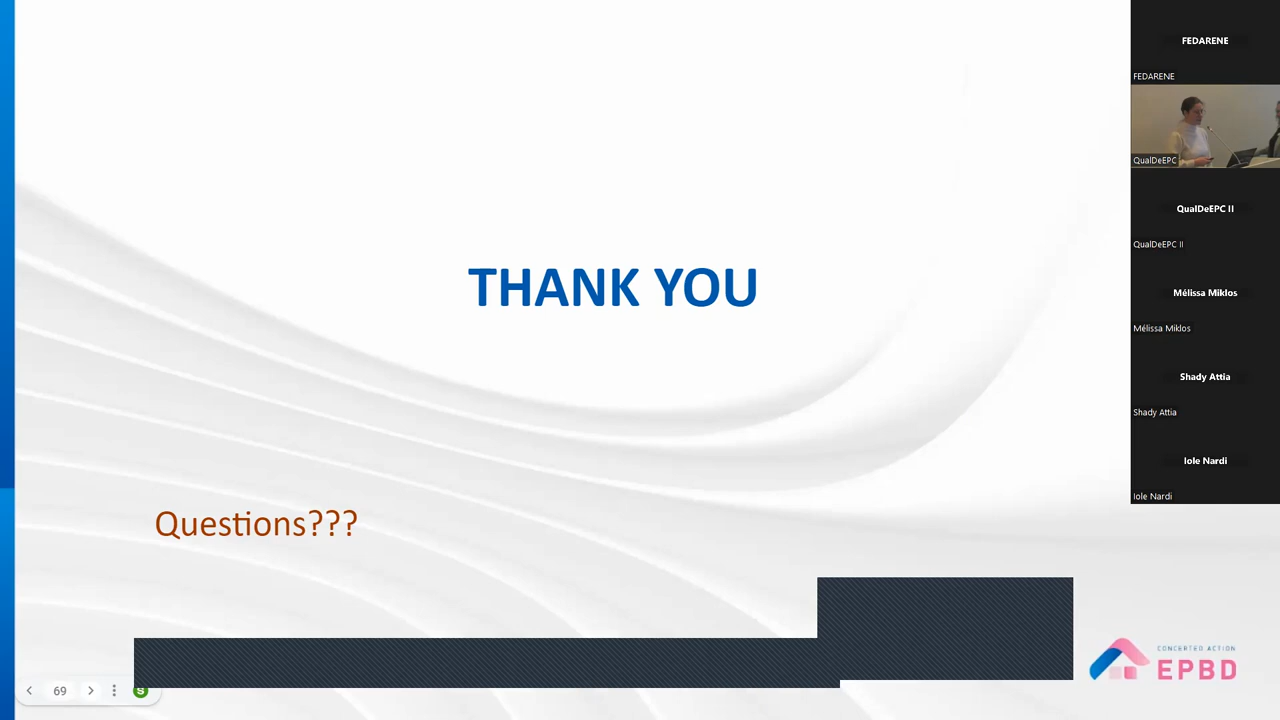 THANK YOU
Questions???
69
S
CONCERTED ACTION
EPBD
FEDARENE
FEDARENE
QualDeEPC
QualDeEPC II
QualDeEPC II
Mélissa Miklos
Mélissa Miklos
Shady Attia
Shady Attia
Iole Nardi
Iole Nardi